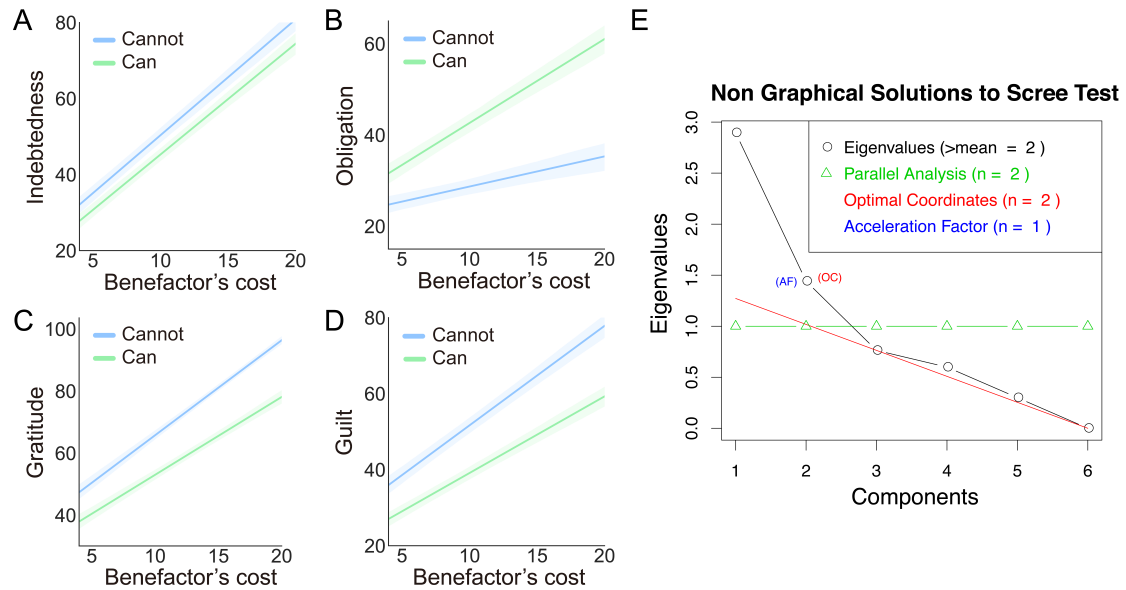 A
80
60
40
20
Indebtedness
Cannot
Can
5 10 15 20
Benefactor's cost
B
60
40
20
Obligation
Cannot
Can
5 10 15 20
Benefactor's cost
C
100
80
60
40
Gratitude
Cannot
Can
5 10 15 20
Benefactor's cost
D
80
60
40
20
Guilt
Cannot
Can
5 10 15 20
Benefactor's cost
E
Non Graphical Solutions to Scree Test
3.0
2.5
2.0
1.5
1.0
0.5
0.0
Eigenvalues
Eigenvalues (>mean = 2 )
Parallel Analysis (n = 2 )
Optimal Coordinates (n = 2 )
Acceleration Factor (n = 1 )
(AF) (OC)
1 2 3 4 5 6
Components